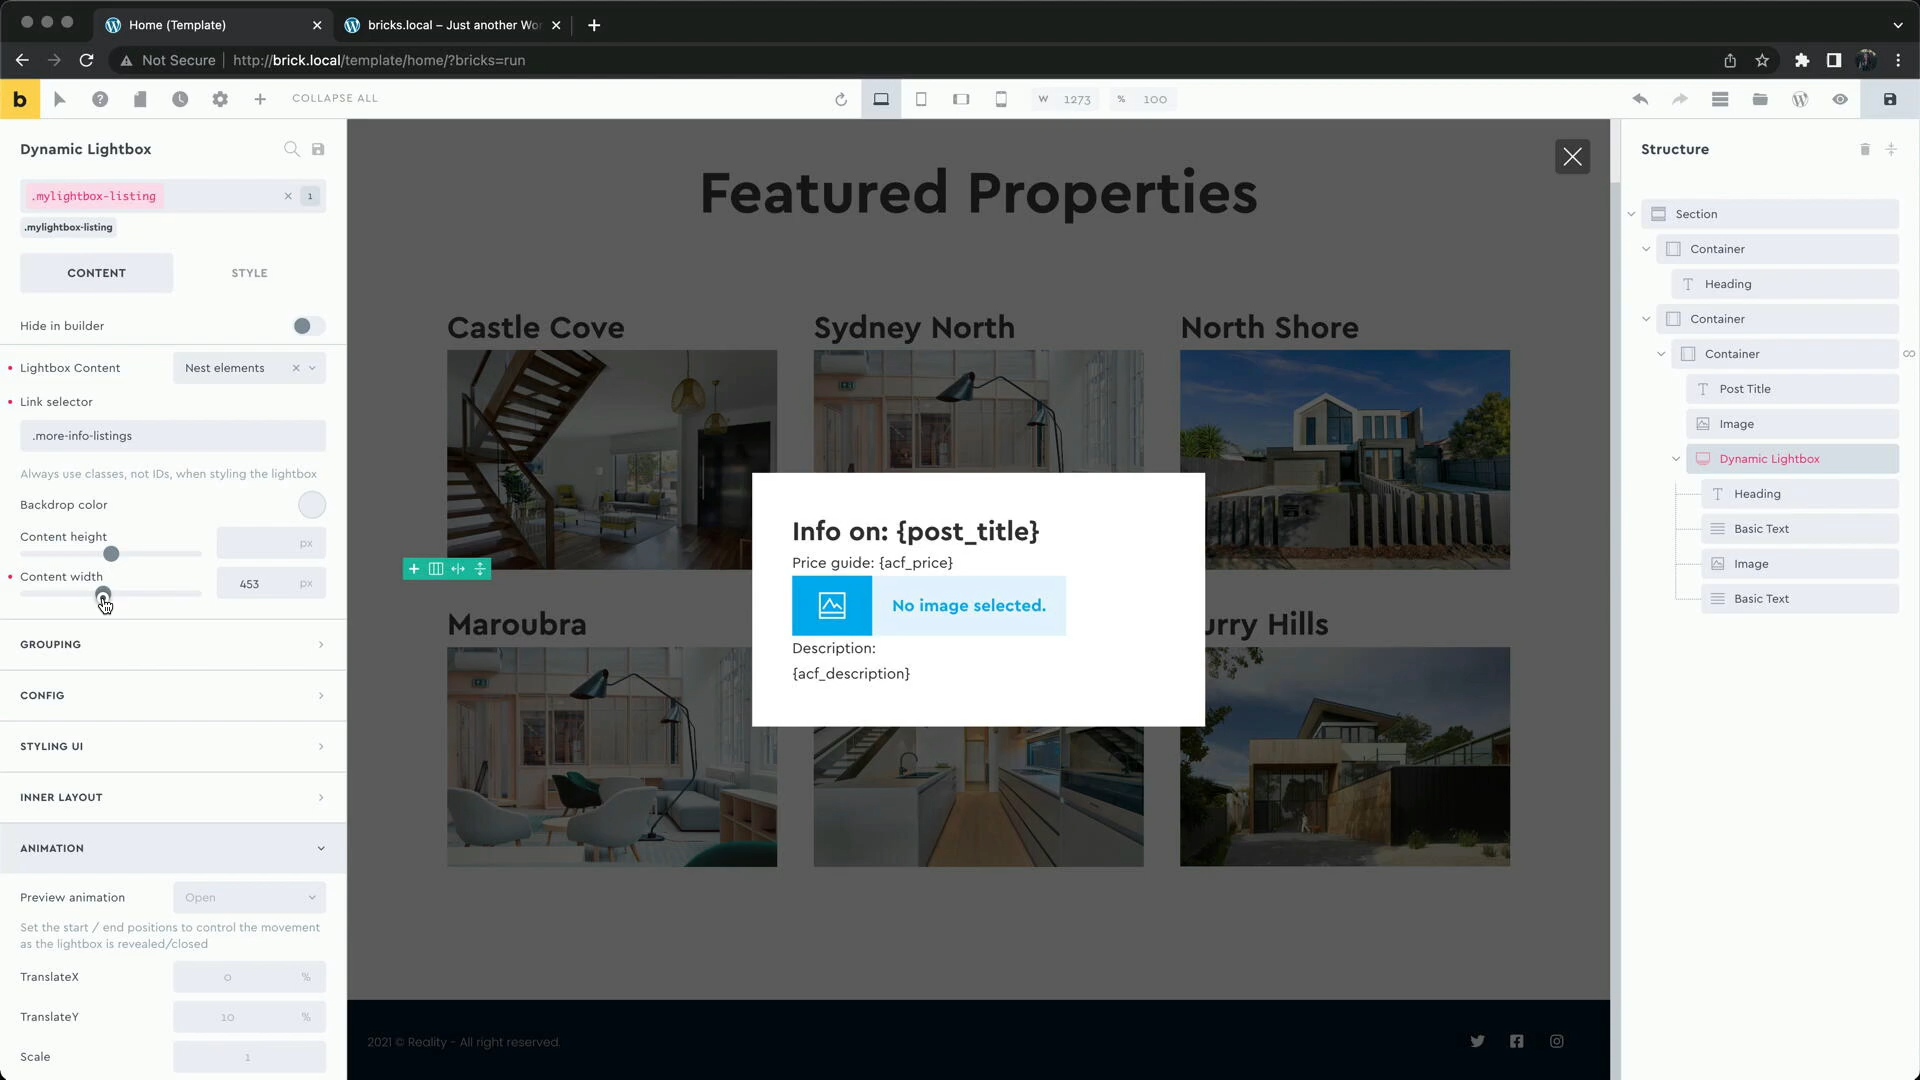 Home (Template)
bricks.local – Just another Wo
Not Secure
http://brick.local/template/home/?bricks=run
b
COLLAPSE ALL
W 1273 % 100
Dynamic Lightbox
.mylightbox-listing
1
.mylightbox-listing
CONTENT
STYLE
Hide in builder
Lightbox Content
Nest elements
Link selector
.more-info-listings
Always use classes, not IDs, when styling the lightbox
Backdrop color
Content height
px
Content width
453 px
GROUPING
CONFIG
STYLING UI
INNER LAYOUT
ANIMATION
Preview animation
Open
Set the start / end positions to control the movement
as the lightbox is revealed/closed
TranslateX
0 %
TranslateY
10 %
Scale
1
Featured Properties
Castle Cove
Sydney North
North Shore
Maroubra
urry Hills
Info on: {post_title}
Price guide: {acf_price}
No image selected.
Description:
{acf_description}
2021 © Reality - All right reserved.
Structure
Section
Container
Heading
Container
Container
Post Title
Image
Dynamic Lightbox
Heading
Basic Text
Image
Basic Text